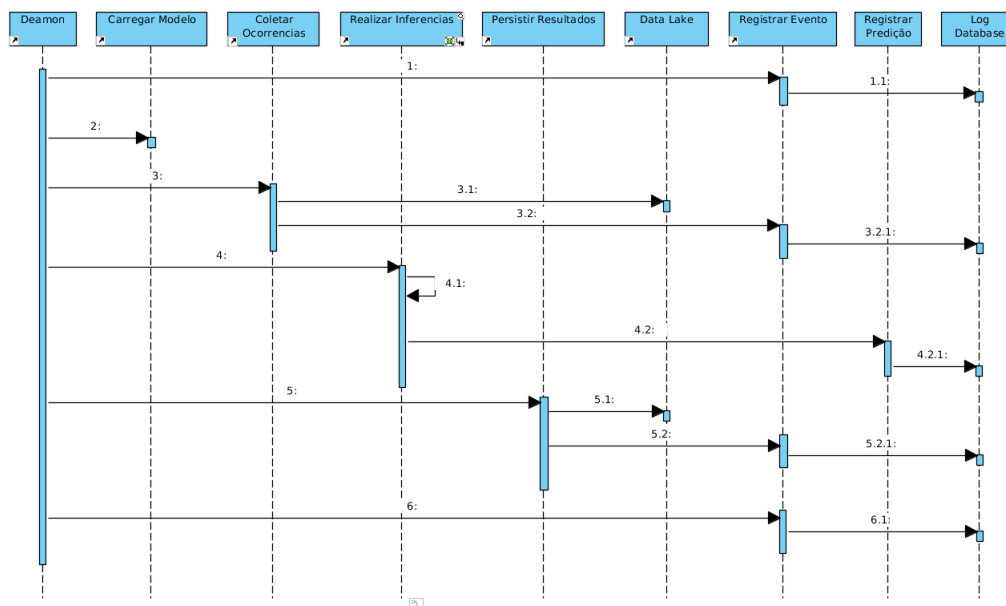 Deamon
Carregar Modelo
Coletar
Ocorrencias
Realizar Inferencias
Persistir Resultados
Data Lake
Registrar Evento
Registrar
Predição
Log
Database
1:
1.1:
2:
3:
3.1:
3.2:
3.2.1:
4:
4.1:
4.2:
4.2.1:
5:
5.1:
5.2:
5.2.1:
6:
6.1: